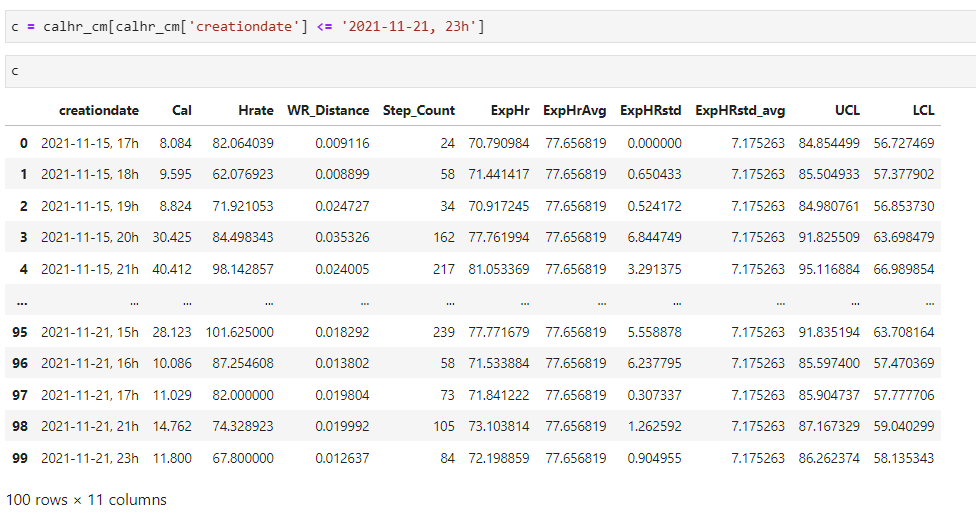 c = calhr_cm[calhr_cm['creationdate'] <= '2021-11-21, 23h']
c
creationdate Cal Hrate WR_Distance Step_Count ExpHr ExpHrAvg ExpHRstd ExpHRstd_avg UCL LCL
0 2021-11-15, 17h 8.084 82.064039 0.009116 24 70.790984 77.656819 0.000000 7.175263 84.854499 56.727469
1 2021-11-15, 18h 9.595 62.076923 0.008899 58 71.441417 77.656819 0.650433 7.175263 85.504933 57.377902
2 2021-11-15, 19h 8.824 71.921053 0.024727 34 70.917245 77.656819 0.524172 7.175263 84.980761 56.853730
3 2021-11-15, 20h 30.425 84.498343 0.035326 162 77.761994 77.656819 6.844749 7.175263 91.825509 63.698479
4 2021-11-15, 21h 40.412 98.142857 0.024005 217 81.053369 77.656819 3.291375 7.175263 95.116884 66.989854
... ... ... ... ... ... ... ... ... ... ... ...
95 2021-11-21, 15h 28.123 101.625000 0.018292 239 77.771679 77.656819 5.558878 7.175263 91.835194 63.708164
96 2021-11-21, 16h 10.086 87.254608 0.013802 58 71.533884 77.656819 6.237795 7.175263 85.597400 57.470369
97 2021-11-21, 17h 11.029 82.000000 0.019804 73 71.841222 77.656819 0.307337 7.175263 85.904737 57.777706
98 2021-11-21, 21h 14.762 74.328923 0.019992 105 73.103814 77.656819 1.262592 7.175263 87.167329 59.040299
99 2021-11-21, 23h 11.800 67.800000 0.012637 84 72.198859 77.656819 0.904955 7.175263 86.262374 58.135343
100 rows × 11 columns